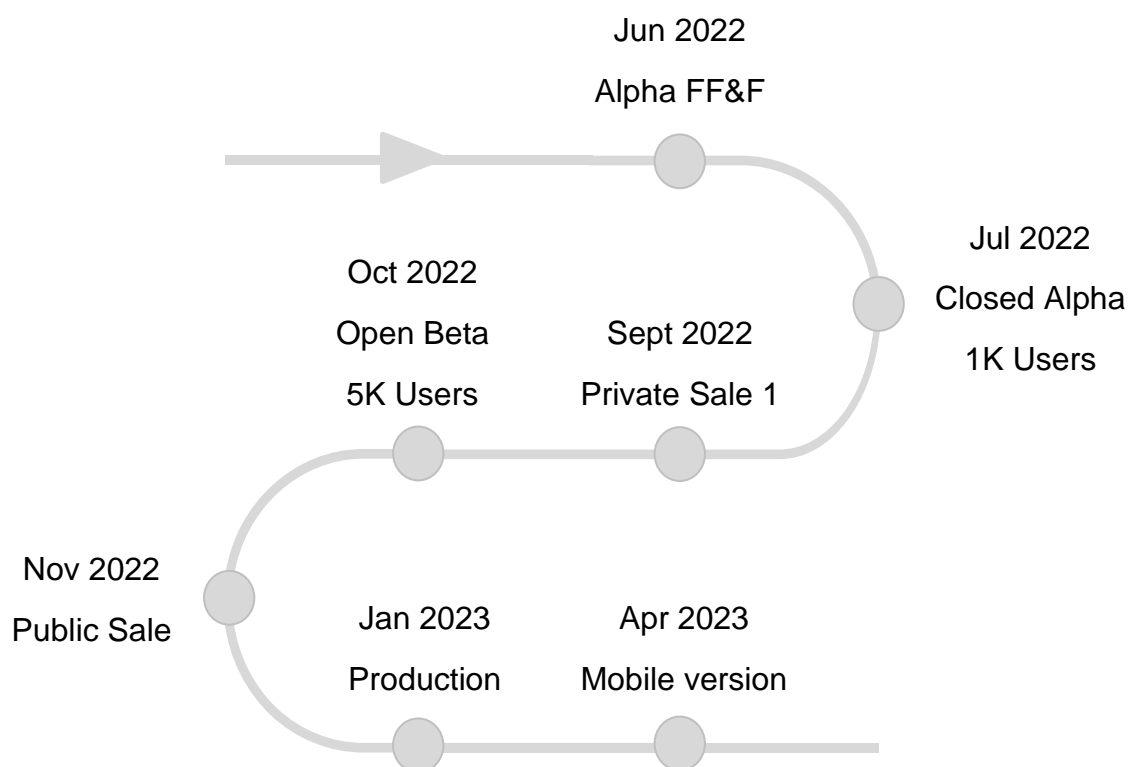 Jun 2022
Alpha FF&F
Jul 2022
Closed Alpha
1K Users
Sept 2022
Private Sale 1
Oct 2022
Open Beta
5K Users
Nov 2022
Public Sale
Jan 2023
Production
Apr 2023
Mobile version